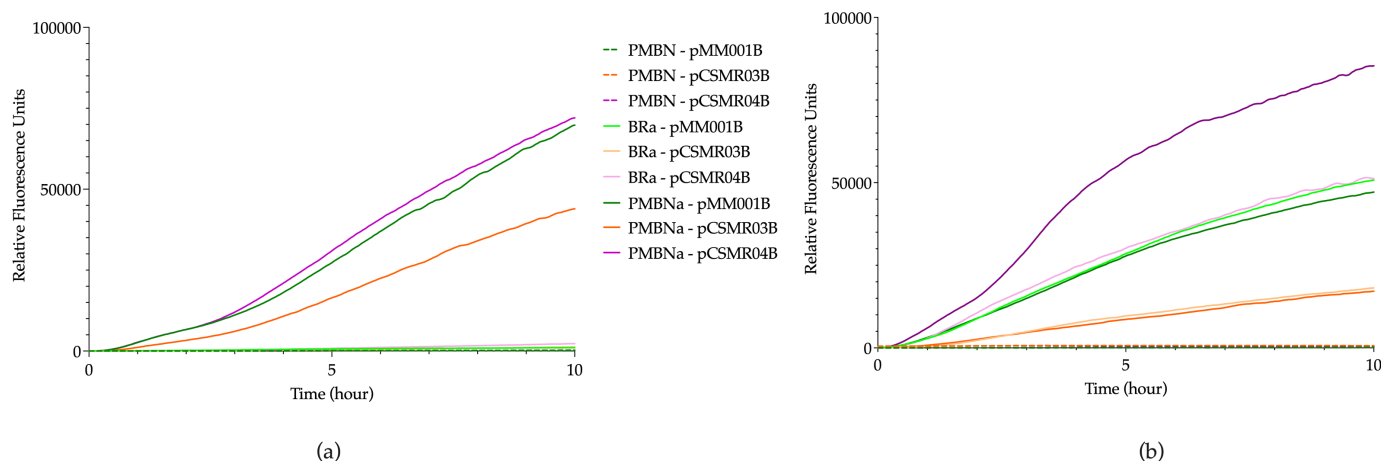 100000
50000
0
Relative Fluorescence Units
0
5
10
Time (hour)
(a)
PMBN - pMM001B
PMBN - pCSMR03B
PMBN - pCSMR04B
BRa - pMM001B
BRa - pCSMR03B
BRa - pCSMR04B
PMBNa - pMM001B
PMBNa - pCSMR03B
PMBNa - pCSMR04B
100000
50000
0
Relative Fluorescence Units
0
5
10
Time (hour)
(b)